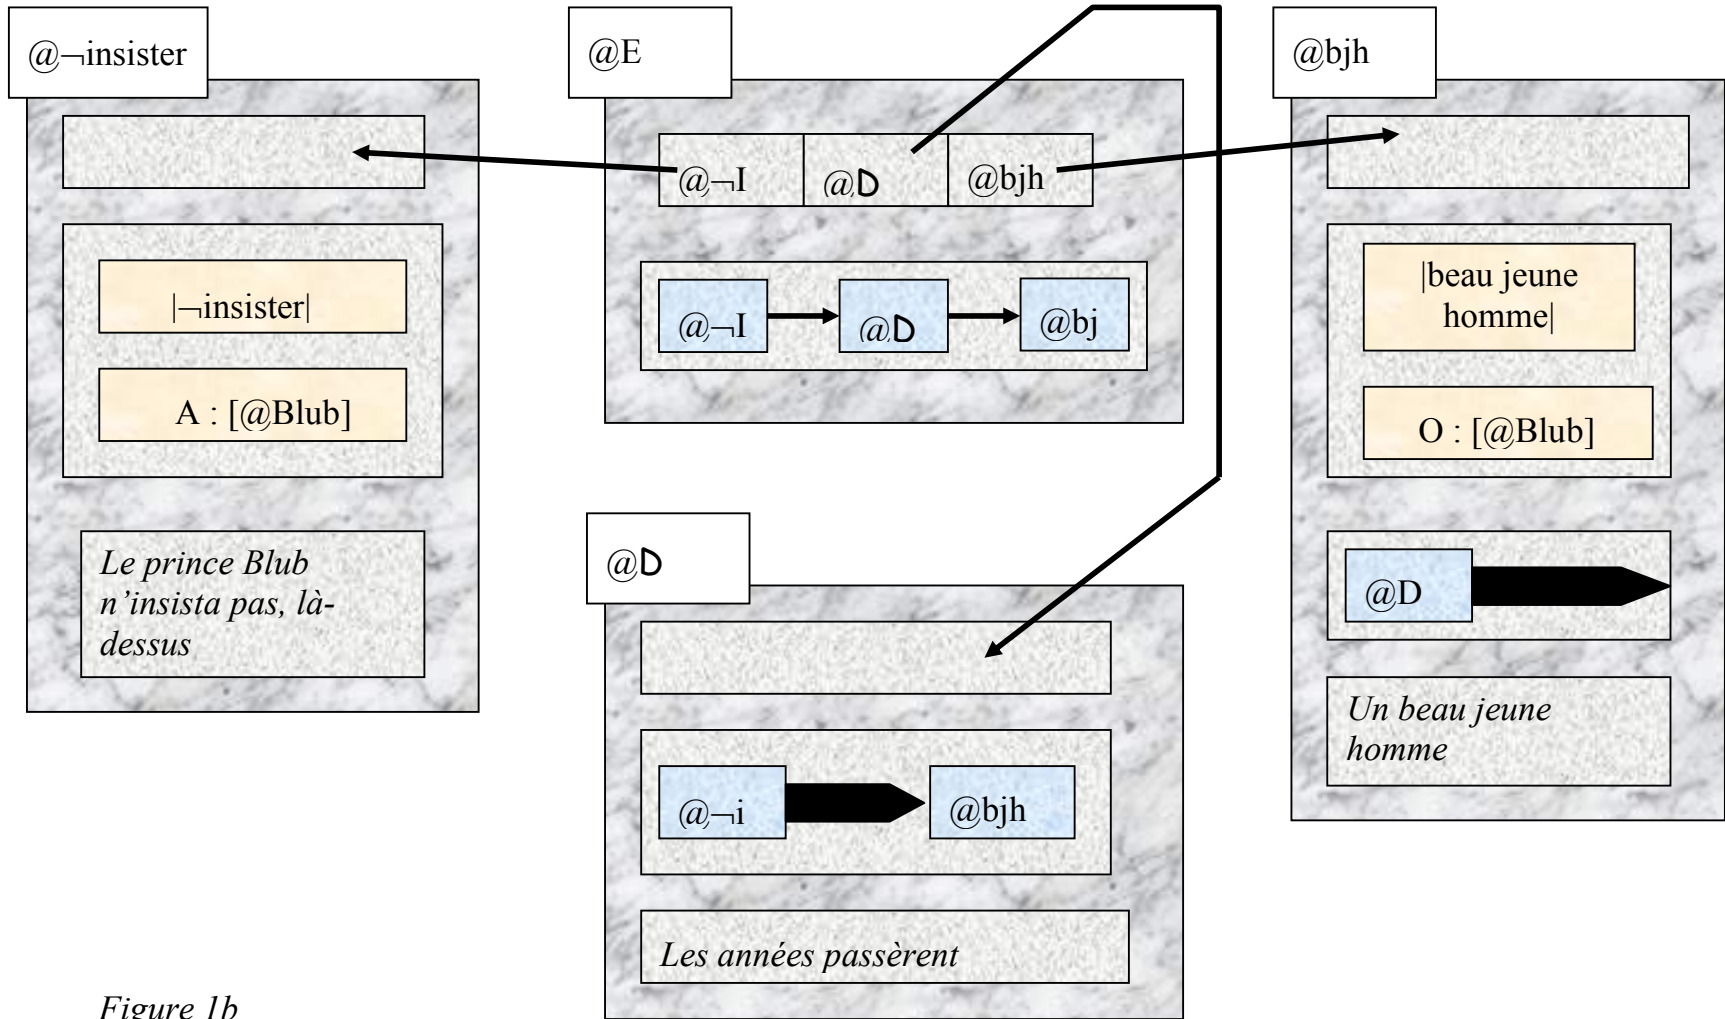 @¬insister
@E
@bjh
@¬I
@D
@bjh
|¬insister|
A : [@Blub]
@¬I
@D
@bj
|beau jeune
homme|
O : [@Blub]
Le prince Blub
n’insista pas, là-
dessus
@D
@D
Un beau jeune
homme
@¬i
@bjh
Les années passèrent
Figure 1b